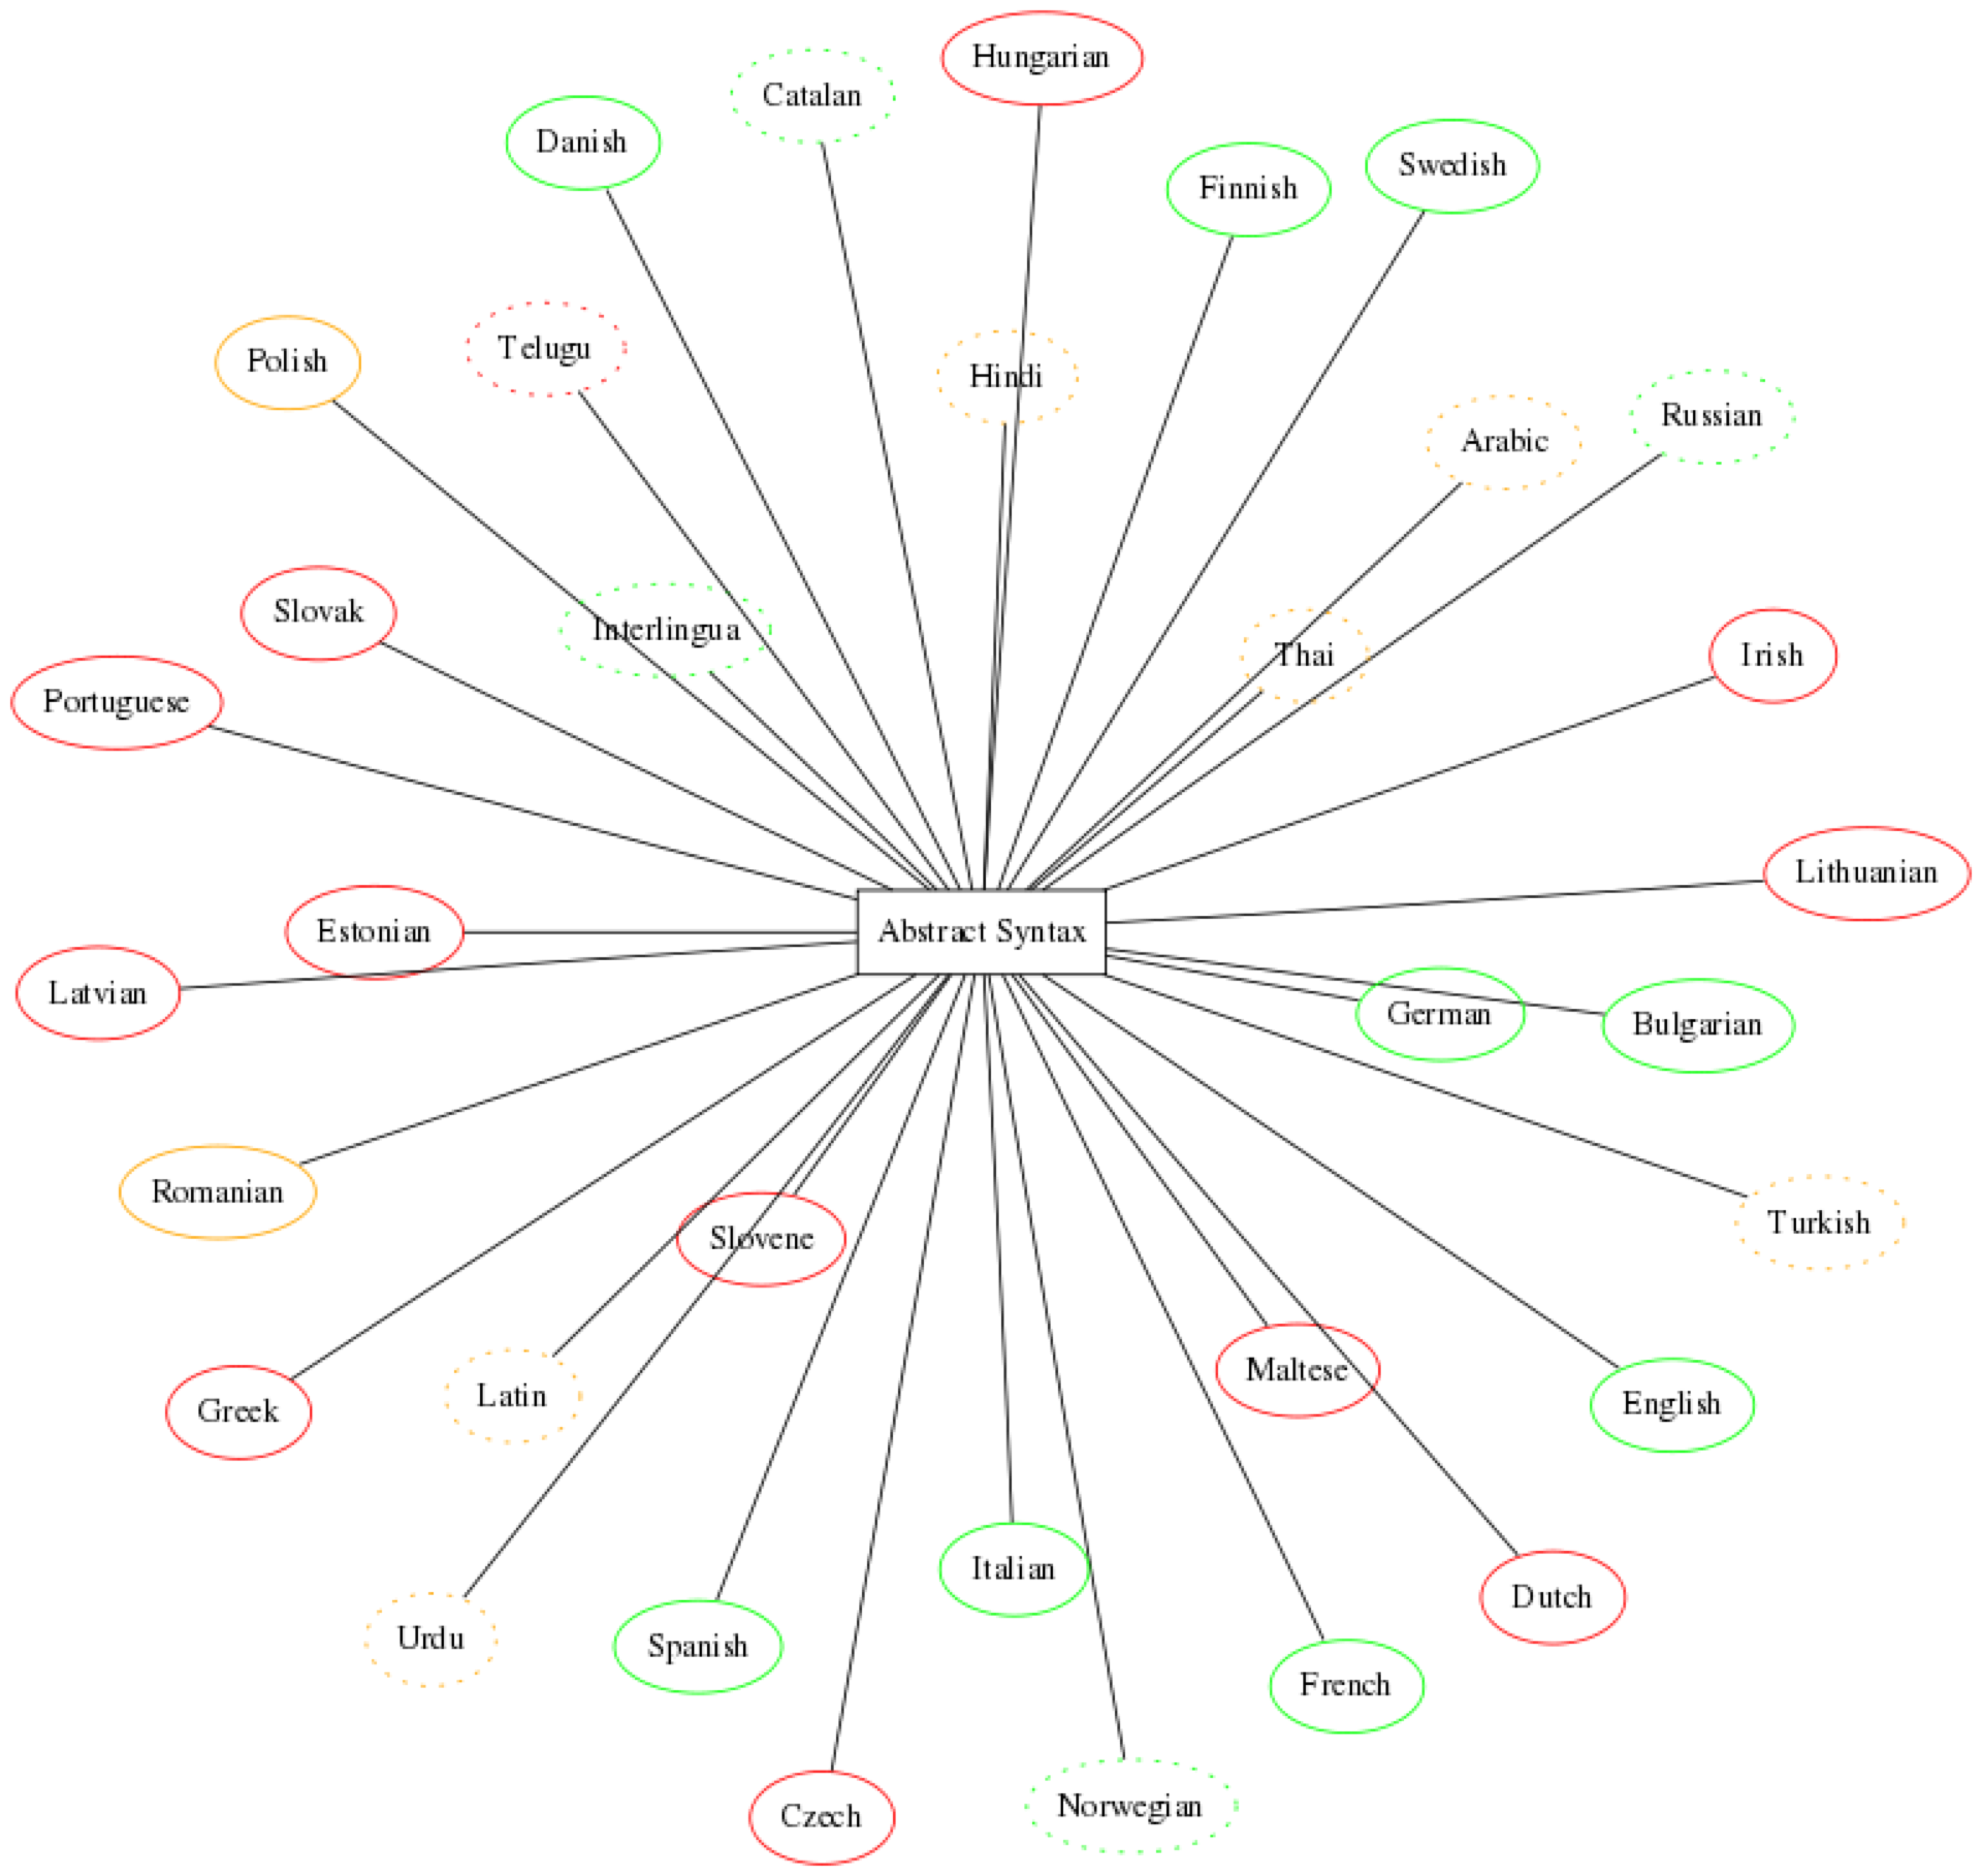 Hungarian
Catalan
Danish
Swedish
Finnish
Telugu
Polish
Hindi
Russian
Arabic
Slovak
Interlingua
Thai
Irish
Portuguese
Lithuanian
Estonian
Abstract Syntax
Latvian
German
Bulgarian
Romanian
Slovene
Turkish
Greek
Latin
Maltese
English
Urdu
Spanish
Italian
Dutch
French
Czech
Norwegian